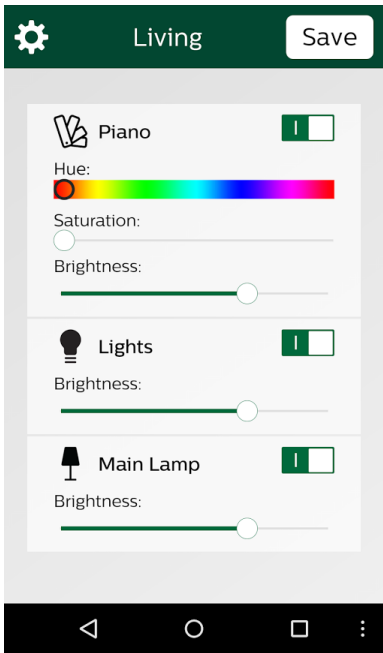 Living
Save
Piano
Hue:
Saturation:
Brightness:
Lights
Brightness:
Main Lamp
Brightness: